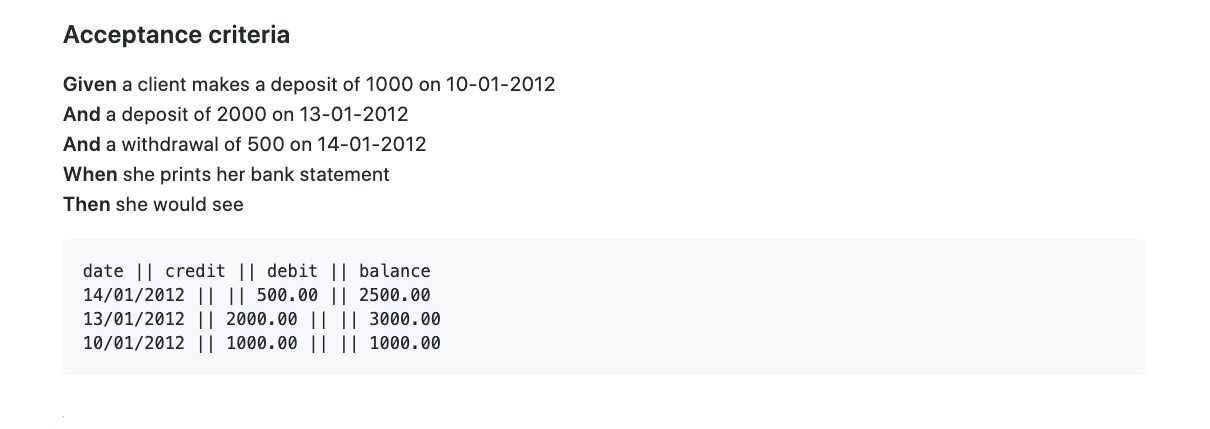 Acceptance criteria
Given a client makes a deposit of 1000 on 10-01-2012
And a deposit of 2000 on 13-01-2012
And a withdrawal of 500 on 14-01-2012
When she prints her bank statement
Then she would see
date || credit || debit || balance
14/01/2012 || || 500.00 || 2500.00
13/01/2012 || 2000.00 || || 3000.00
10/01/2012 || 1000.00 || || 1000.00